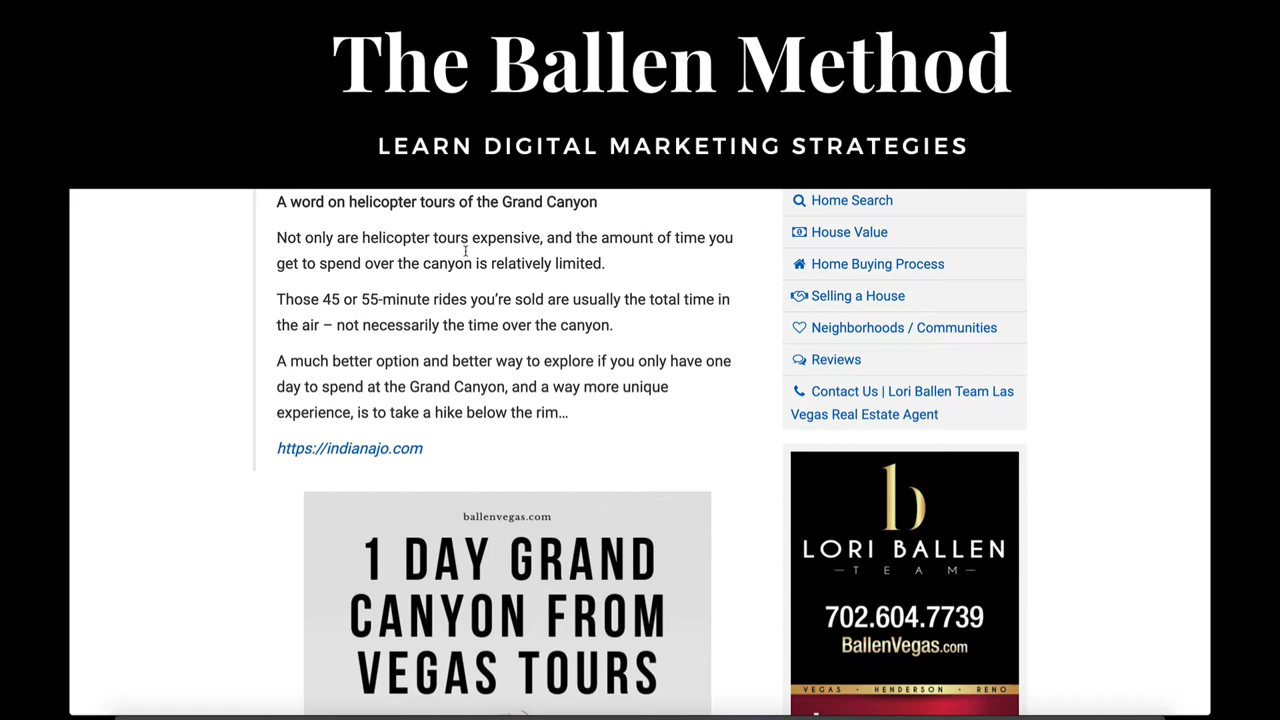 The Ballen Method
LEARN DIGITAL MARKETING STRATEGIES
A word on helicopter tours of the Grand Canyon
Not only are helicopter tours expensive, and the amount of time you
get to spend over the canyon is relatively limited.
Those 45 or 55-minute rides you’re sold are usually the total time in
the air – not necessarily the time over the canyon.
A much better option and better way to explore if you only have one
day to spend at the Grand Canyon, and a way more unique
experience, is to take a hike below the rim…
https://indianajo.com
ballenvegas.com
1 DAY GRAND
CANYON FROM
VEGAS TOURS
Home Search
House Value
Home Buying Process
Selling a House
Neighborhoods / Communities
Reviews
Contact Us | Lori Ballen Team Las
Vegas Real Estate Agent
b
LORI BALLEN
TEAM
702.604.7739
BallenVegas.com
VEGAS • HENDERSON • RENO